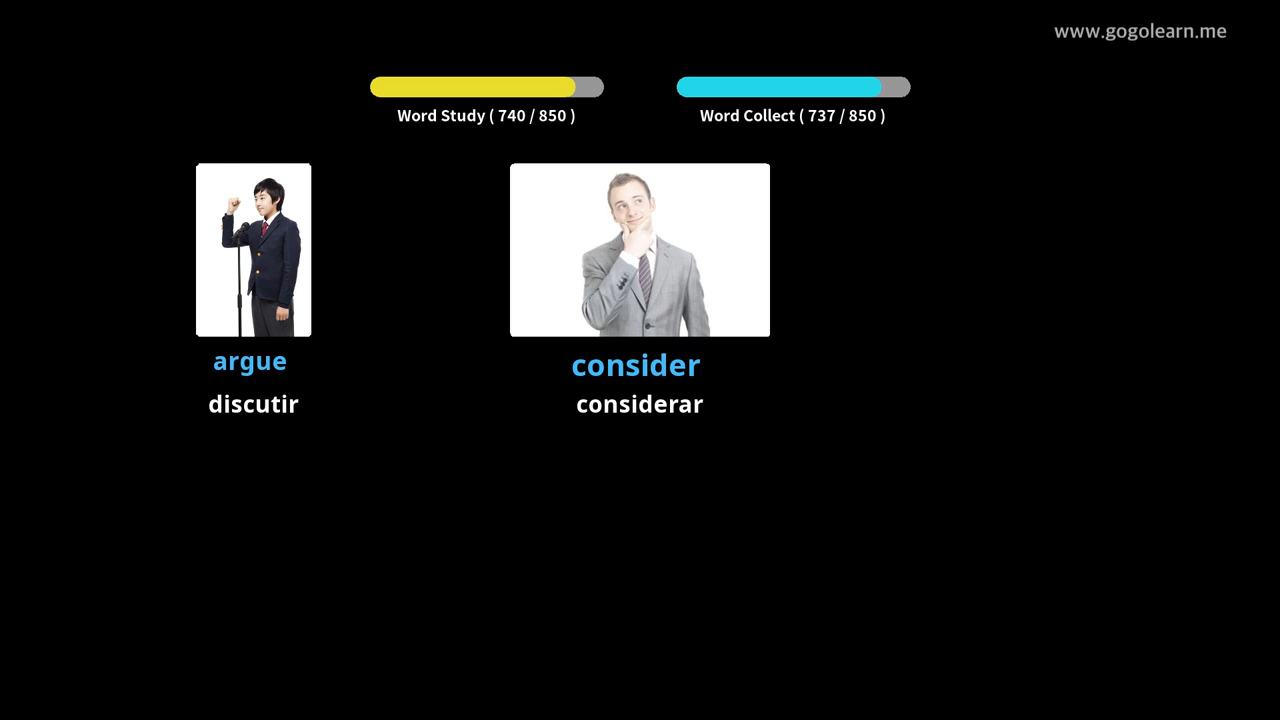 www.gogolearn.me
Word Study ( 740 / 850 )
Word Collect ( 737 / 850 )
argue
discutir
consider
considerar